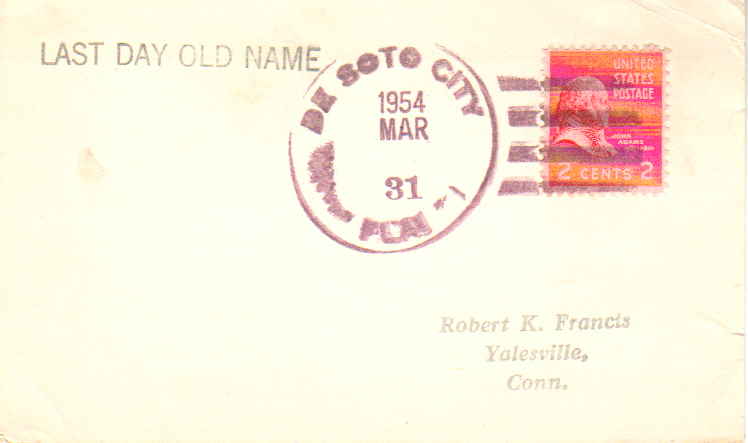 LAST DAY OLD NAME
DE SOTO CITY
1954
MAR
31
FLA.
UNITED
STATES
POSTAGE
JOHN
ADAMS
2 CENTS 2
Robert K. Francis
Yalesville,
Conn.